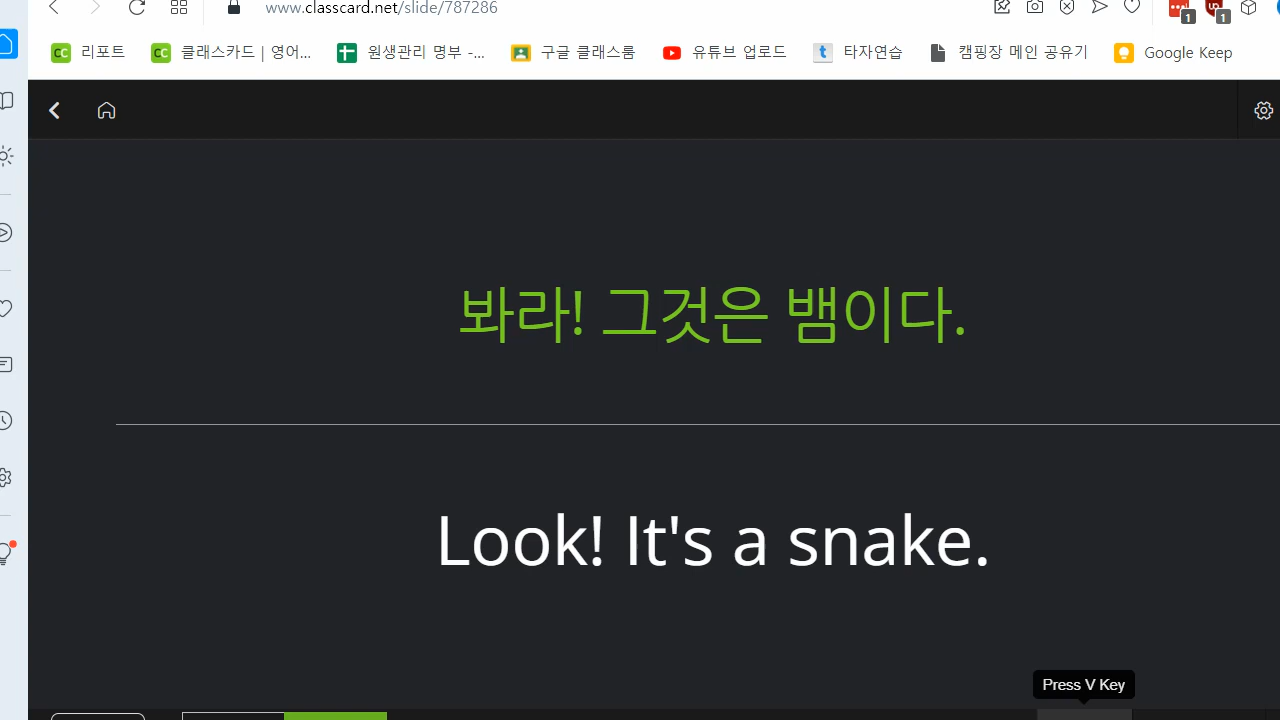 www.classcard.net/slide/787286
1 1
리포트 클래스카드 | 영어... 원생관리 명부 -... 구글 클래스룸 유튜브 업로드 타자연습 캠핑장 메인 공유기 Google Keep
봐라! 그것은 뱀이다.
Look! It's a snake.
Press V Key